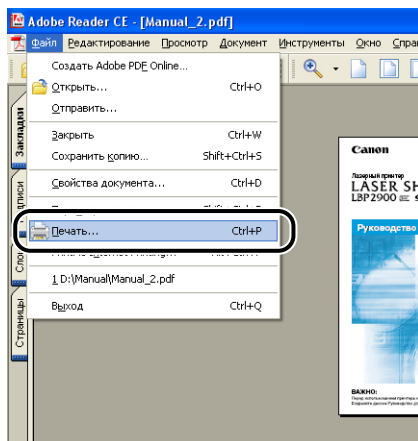 Adobe Reader CE - [Manual_2.pdf]
Файл Редактирование Просмотр Документ Инструменты Окно
Создать Adobe PDF Online...
Открыть... Ctrl+O
Отправить...
Закрыть Ctrl+W
Сохранить копию... Shift+Ctrl+S
Свойства документа... Ctrl+D
Печать... Ctrl+P
1 D:\Manual\Manual_2.pdf
Выход Ctrl+Q
Закладки
Страницы
Canon
Лазерный принтер
LASER SH
LBP2900
Руководство
ВАЖНО: